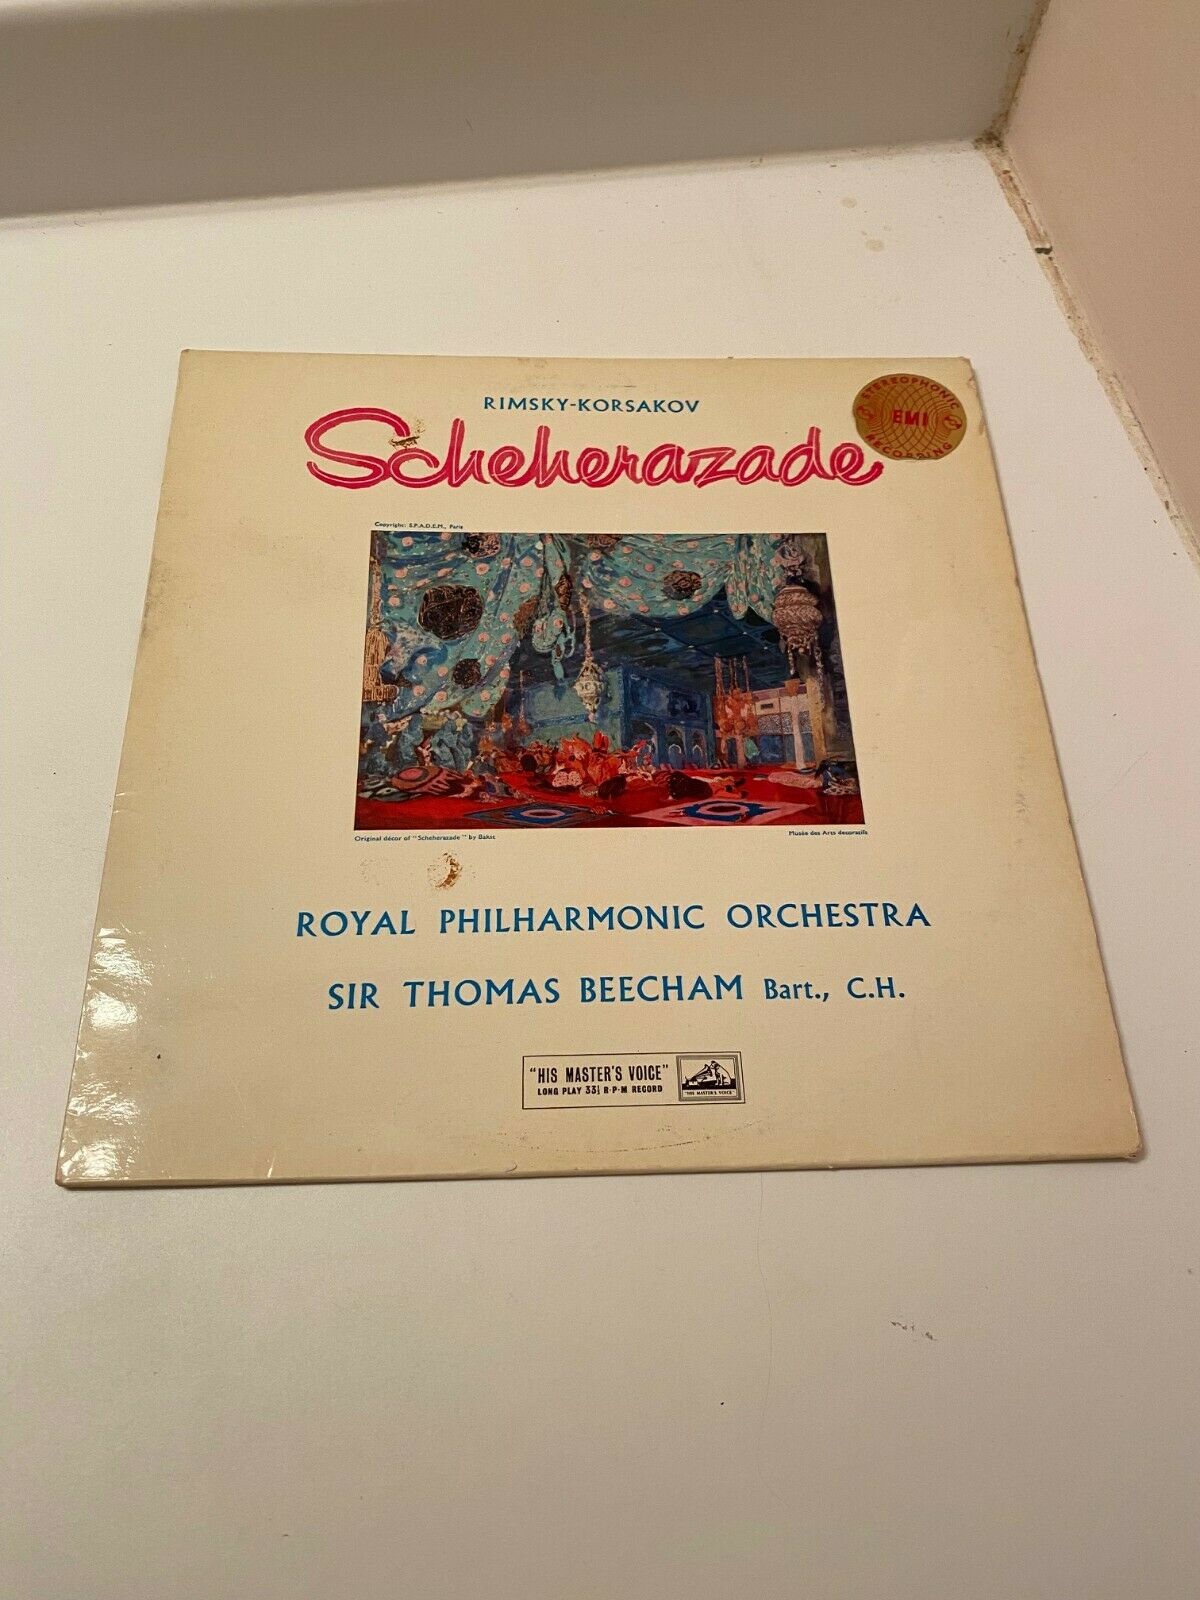 RIMSKY-KORSAKOV
Scheherazade
STEREOPHONIC
EMI
RECORDING
Copyright: S.P.A.D.E.M., Paris
Original décor of "Scheherazade" by Bakst
Musée des Arts decoratifs
ROYAL PHILHARMONIC ORCHESTRA
SIR THOMAS BEECHAM Bart., C.H.
"HIS MASTER'S VOICE"
LONG PLAY 33⅓ R·P·M RECORD
"HIS MASTER'S VOICE"